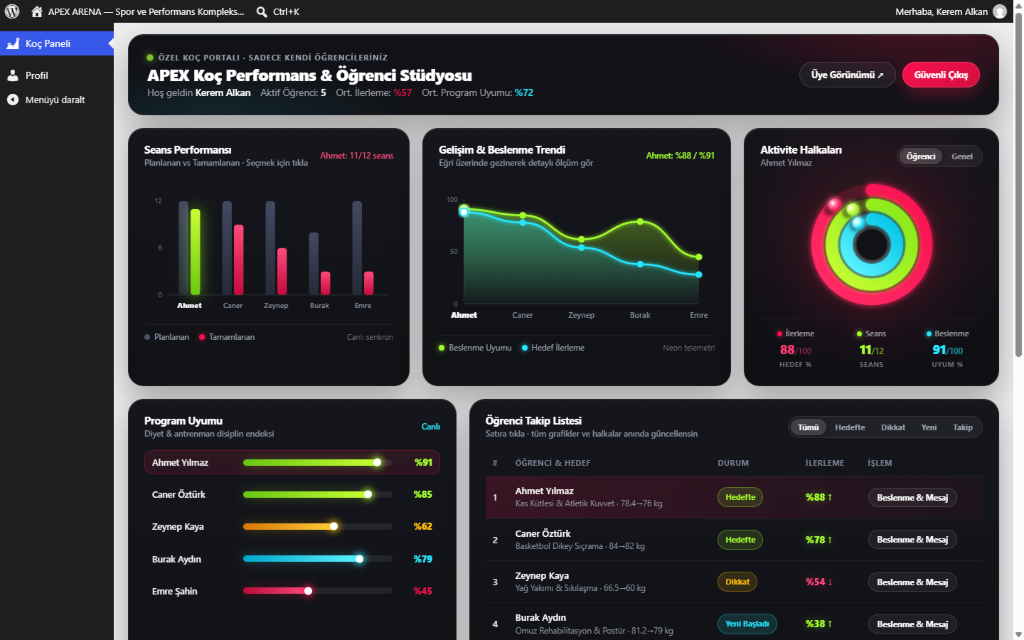 APEX ARENA — Spor ve Performans Kompleks... Ctrl+K
Merhaba, Kerem Alkan
Koç Paneli
Profil
Menüyü daralt
ÖZEL KOÇ PORTALI · SADECE KENDİ ÖĞRENCİLERİNİZ
APEX Koç Performans & Öğrenci Stüdyosu
Hoş geldin Kerem Alkan Aktif Öğrenci: 5 Ort. İlerleme: %57 Ort. Program Uyumu: %72
Üye Görünümü ↗
Güvenli Çıkış
Seans Performansı
Planlanan vs Tamamlanan · Seçmek için tıkla
Ahmet: 11/12 seans
12
6
0
Ahmet Caner Zeynep Burak Emre
Planlanan Tamamlanan Canlı senkron
Gelişim & Beslenme Trendi
Eğri üzerinde gezinerek detaylı ölçüm gör
Ahmet: %88 / %91
100
50
0
Ahmet Caner Zeynep Burak Emre
Beslenme Uyumu Hedef İlerleme Neon telemetri
Aktivite Halkaları
Ahmet Yılmaz
Öğrenci Genel
İlerleme Seans Beslenme
88/100 11/12 91/100
HEDEF % SEANS UYUM %
Program Uyumu
Diyet & antrenman disiplin endeksi
Canlı
Ahmet Yılmaz %91
Caner Öztürk %85
Zeynep Kaya %62
Burak Aydın %79
Emre Şahin %45
Öğrenci Takip Listesi
Satıra tıkla · tüm grafikler ve halkalar anında güncellensin
Tümü Hedefte Dikkat Yeni Takip
# ÖĞRENCİ & HEDEF DURUM İLERLEME İŞLEM
1 Ahmet Yılmaz Hedefte %88 ↑ Beslenme & Mesaj
Kas Kütlesi & Atletik Kuvvet · 78.4→76 kg
2 Caner Öztürk Hedefte %78 ↑ Beslenme & Mesaj
Basketbol Dikey Sıçrama · 84→82 kg
3 Zeynep Kaya Dikkat %54 ↓ Beslenme & Mesaj
Yağ Yakımı & Sıkılaşma · 66.5→60 kg
4 Burak Aydın Yeni Başladı %38 ↑ Beslenme & Mesaj
Omuz Rehabilitasyon & Postür · 81.2→79 kg